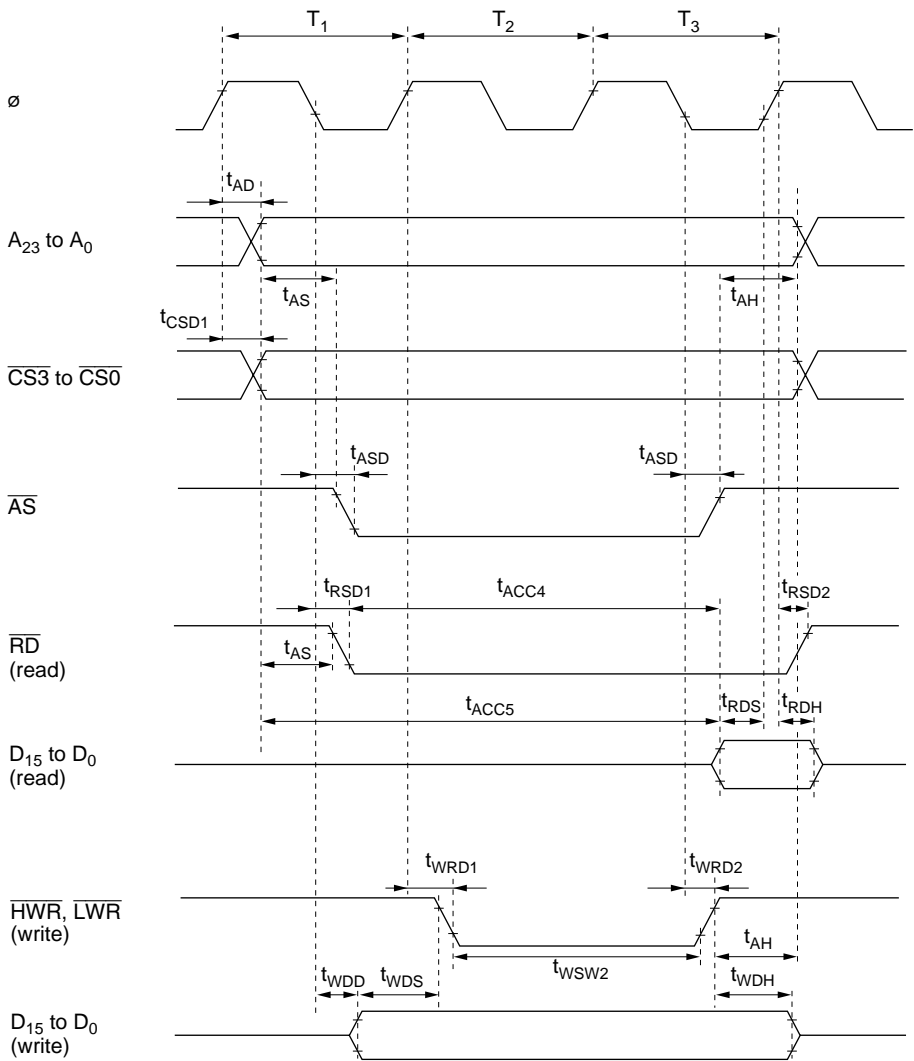 T1 T2 T3
ø
tAD
A23 to A0
tAS tAH
tCSD1
CS3 to CS0
tASD tASD
AS
tRSD1 tACC4 tRSD2
RD
(read)
tAS
tACC5 tRDS tRDH
D15 to D0
(read)
tWRD1 tWRD2
HWR, LWR
(write)
tAH
tWSW2
tWDD tWDS tWDH
D15 to D0
(write)